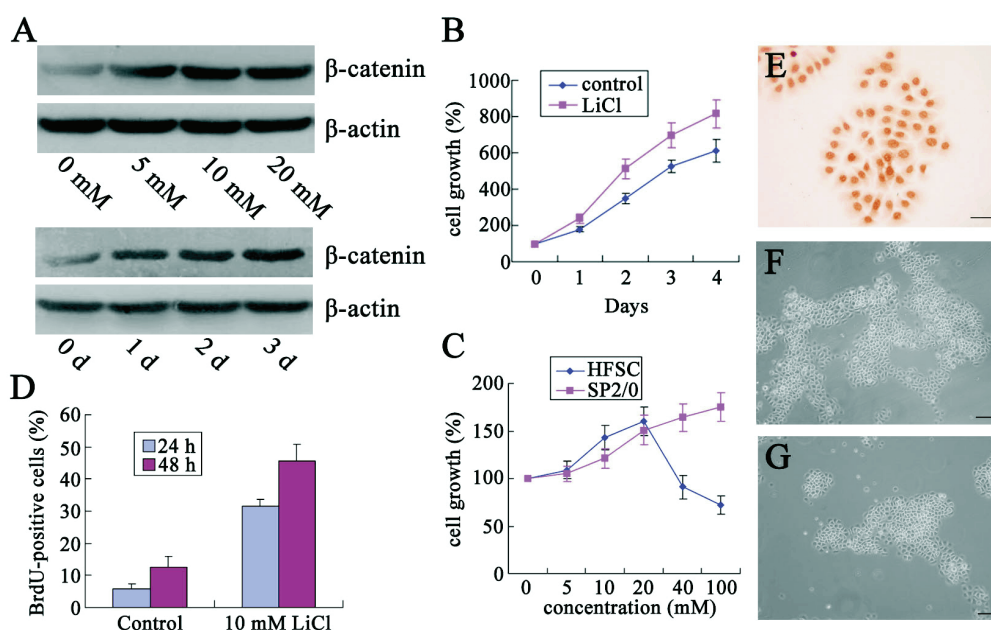 A
β-catenin
β-actin
0 mM 5 mM 10 mM 20 mM
β-catenin
β-actin
0 d 1 d 2 d 3 d
B
control
LiCl
cell growth (%)
1000
800
600
400
200
0
0 1 2 3 4
Days
C
HFSC
SP2/0
cell growth (%)
200
150
100
50
0
0 5 10 20 40 100
concentration (mM)
D
24 h
48 h
BrdU-positive cells (%)
60
50
40
30
20
10
0
Control 10 mM LiCl
E
F
G